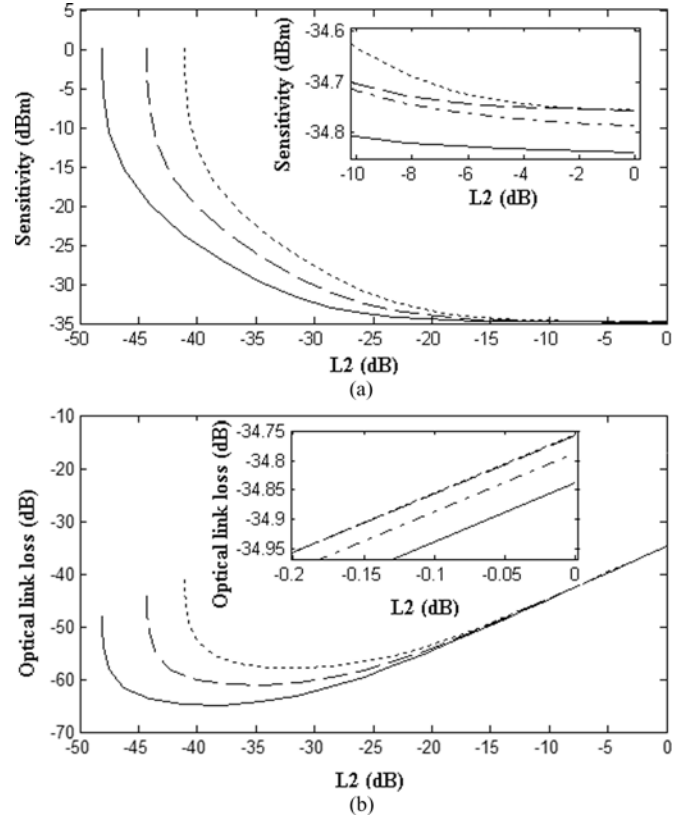 5
0
-5
-10
-15
-20
-25
-30
-35
Sensitivity (dBm)
-50 -45 -40 -35 -30 -25 -20 -15 -10 -5 0
L2 (dB)
-34.6
-34.7
-34.8
Sensitivity (dBm)
-10 -8 -6 -4 -2 0
L2 (dB)
(a)
-10
-20
-30
-40
-50
-60
-70
Optical link loss (dB)
-50 -45 -40 -35 -30 -25 -20 -15 -10 -5 0
L2 (dB)
-34.75
-34.8
-34.85
-34.9
-34.95
Optical link loss (dB)
-0.2 -0.15 -0.1 -0.05 0
L2 (dB)
(b)